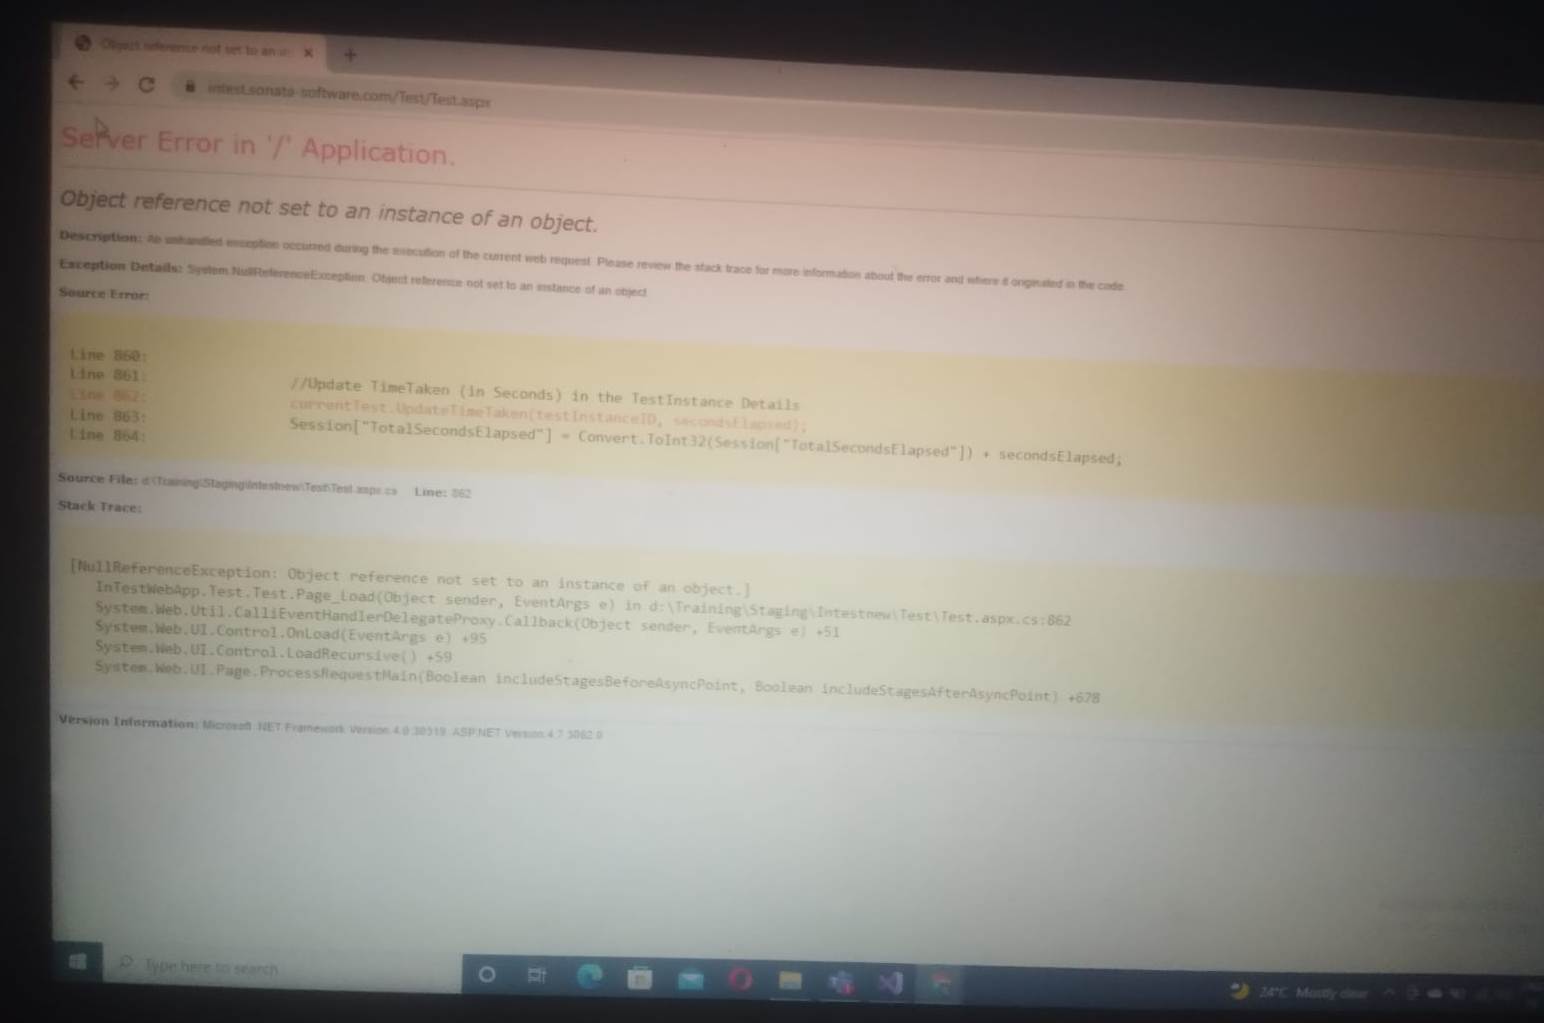 Object reference not set to an in
intest.sonata-software.com/Test/Test.aspx
Server Error in '/' Application.
Object reference not set to an instance of an object.
Description: An unhandled exception occurred during the execution of the current web request. Please review the stack trace for more information about the error and where it originated in the code.
Exception Details: System.NullReferenceException: Object reference not set to an instance of an object.
Source Error:
Line 860:
Line 861: //Update TimeTaken (in Seconds) in the TestInstance Details
Line 862: currentTest.UpdateTimeTaken(testInstanceID, secondsElapsed);
Line 863: Session["TotalSecondsElapsed"] = Convert.ToInt32(Session["TotalSecondsElapsed"]) + secondsElapsed;
Line 864:
Source File: d:\Training\Staging\Intestnew\Test\Test.aspx.cs Line: 862
Stack Trace:
[NullReferenceException: Object reference not set to an instance of an object.]
InTestWebApp.Test.Test.Page_Load(Object sender, EventArgs e) in d:\Training\Staging\Intestnew\Test\Test.aspx.cs:862
System.Web.Util.CalliEventHandlerDelegateProxy.Callback(Object sender, EventArgs e) +51
System.Web.UI.Control.OnLoad(EventArgs e) +95
System.Web.UI.Control.LoadRecursive() +59
System.Web.UI.Page.ProcessRequestMain(Boolean includeStagesBeforeAsyncPoint, Boolean includeStagesAfterAsyncPoint) +678
Version Information: Microsoft .NET Framework Version:4.0.30319; ASP.NET Version:4.7.3062.0
Type here to search
24°C Mostly clear